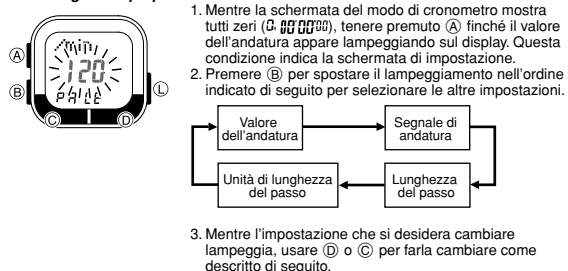 1. Mentre la schermata del modo di cronometro mostra
tutti zeri (0. 00'00'00), tenere premuto Ⓐ finché il valore
dell'andatura appare lampeggiando sul display. Questa
condizione indica la schermata di impostazione.
2. Premere Ⓑ per spostare il lampeggiamento nell'ordine
indicato di seguito per selezionare le altre impostazioni.
/min
120
PACE
Ⓐ
Ⓑ
Ⓛ
Ⓒ
Ⓓ
Valore
dell'andatura
Segnale di
andatura
Unità di lunghezza
del passo
Lunghezza
del passo
3. Mentre l'impostazione che si desidera cambiare
lampeggia, usare Ⓓ o Ⓒ per farla cambiare come
descritto di seguito.